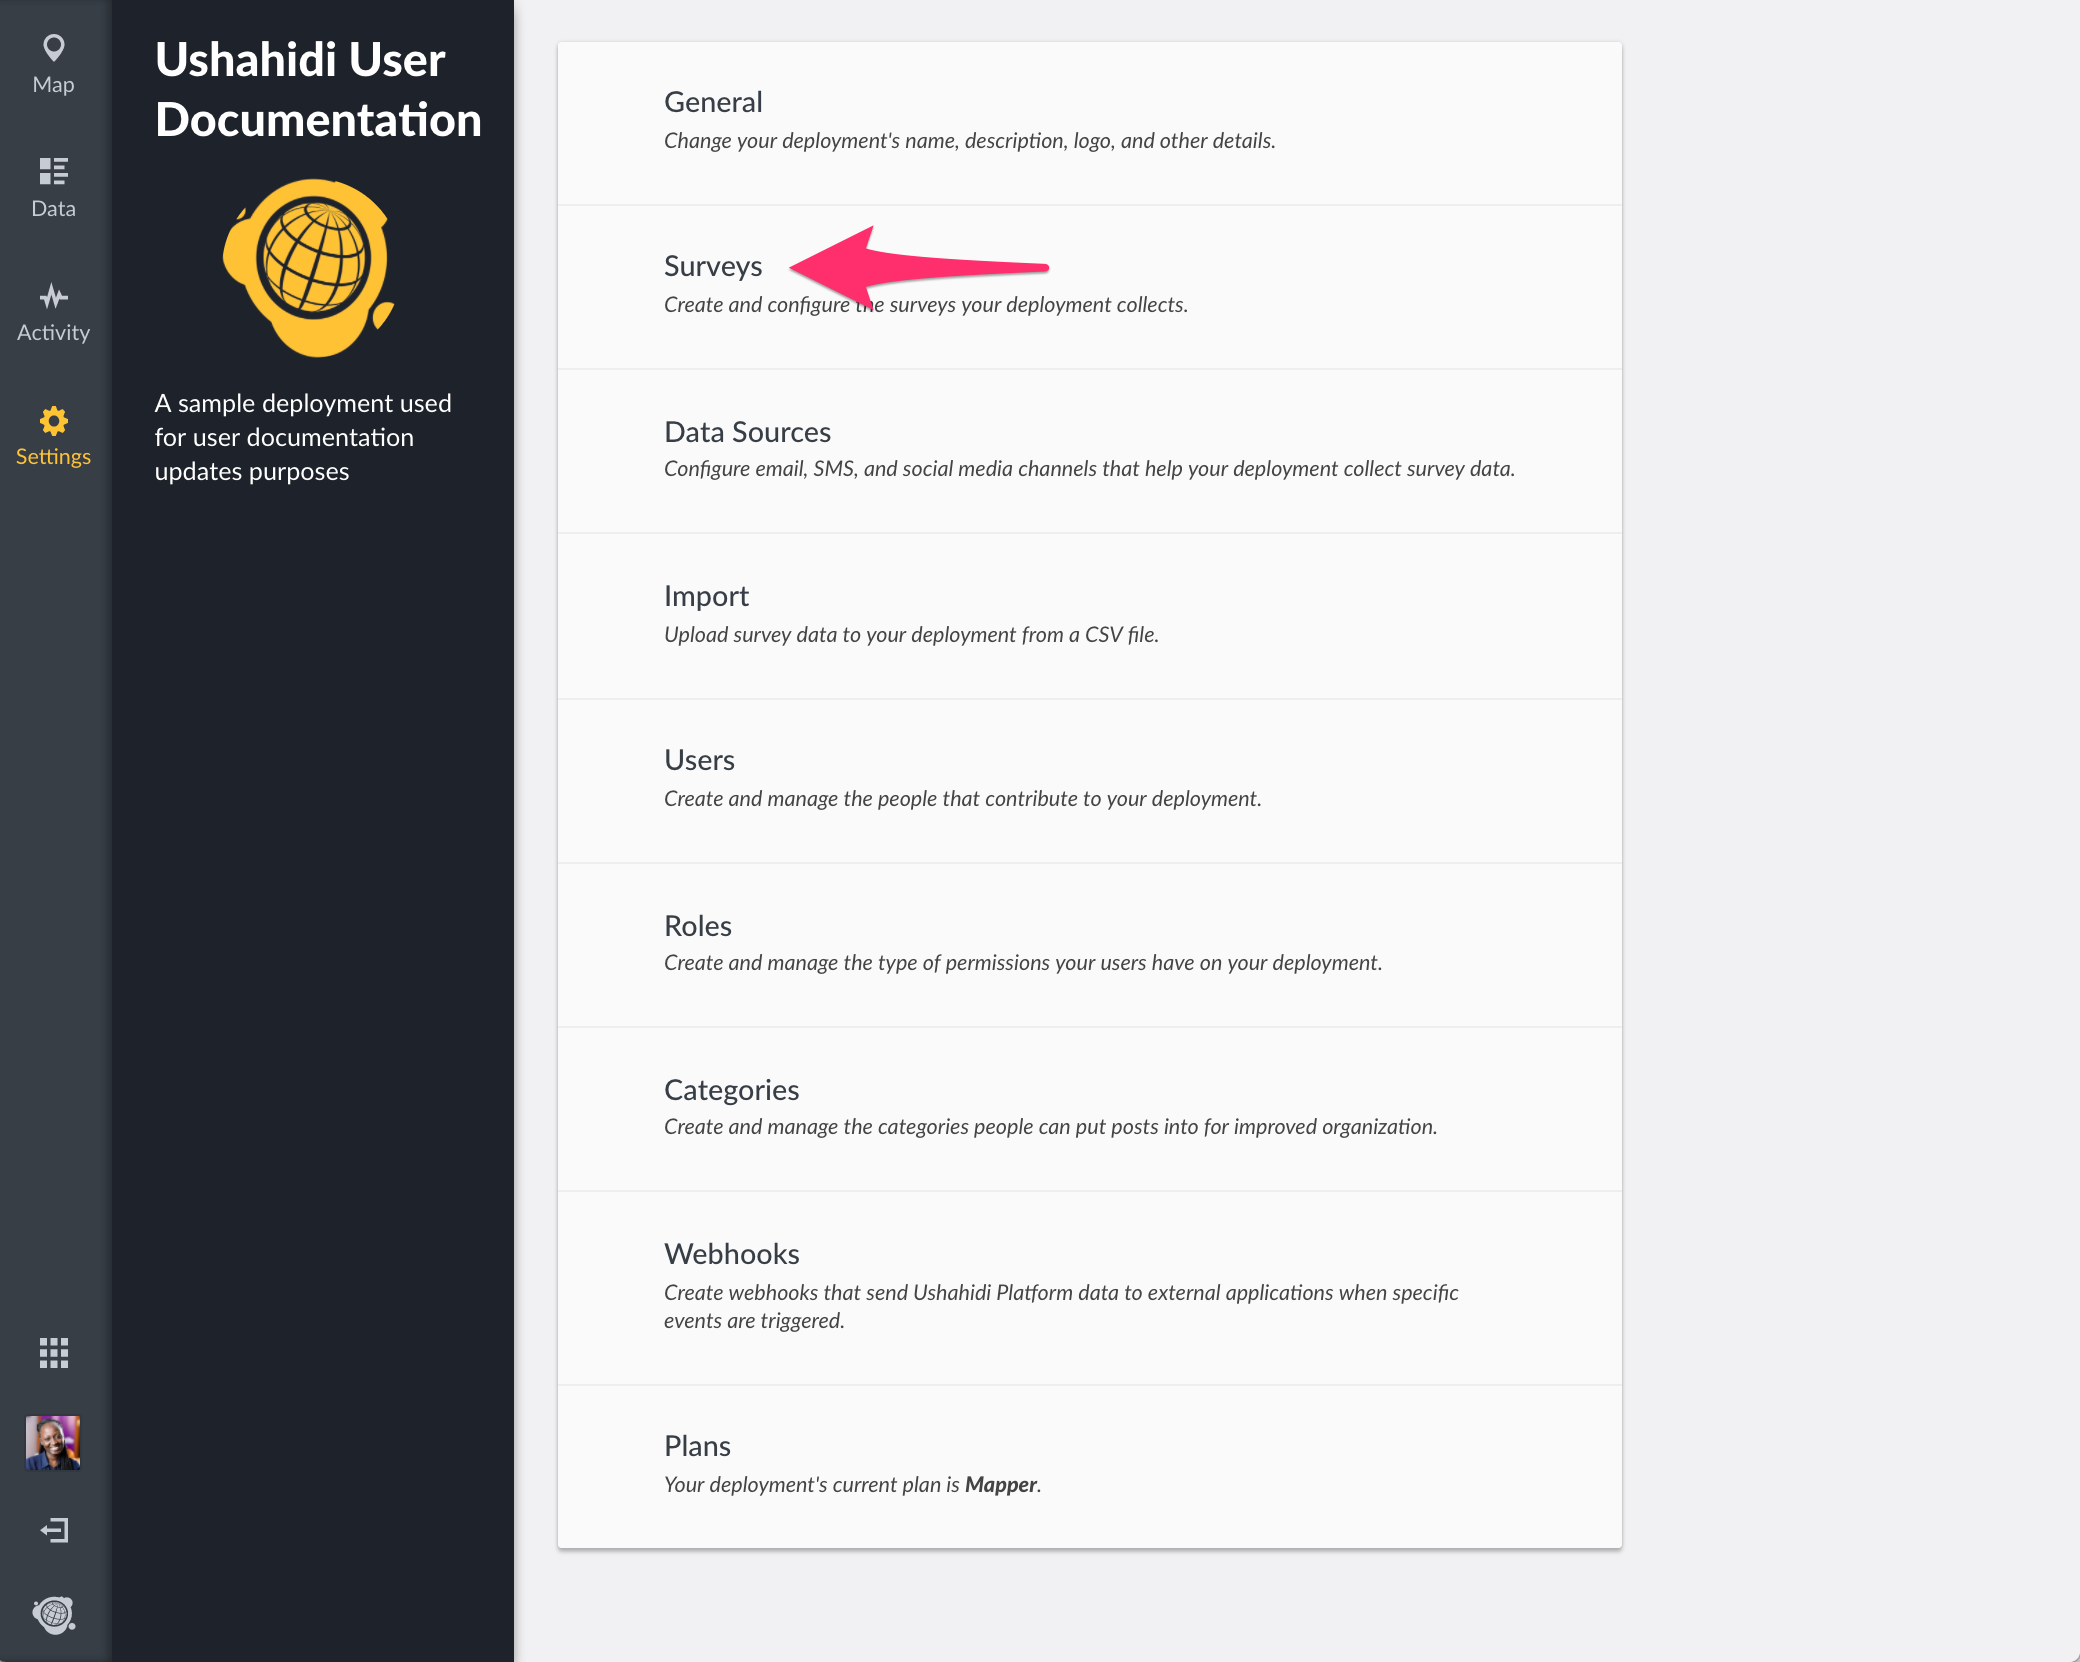 Map
Data
Activity
Settings
Ushahidi User
Documentation
A sample deployment used
for user documentation
updates purposes
General
Change your deployment's name, description, logo, and other details.
Surveys
Create and configure the surveys your deployment collects.
Data Sources
Configure email, SMS, and social media channels that help your deployment collect survey data.
Import
Upload survey data to your deployment from a CSV file.
Users
Create and manage the people that contribute to your deployment.
Roles
Create and manage the type of permissions your users have on your deployment.
Categories
Create and manage the categories people can put posts into for improved organization.
Webhooks
Create webhooks that send Ushahidi Platform data to external applications when specific
events are triggered.
Plans
Your deployment's current plan is Mapper.